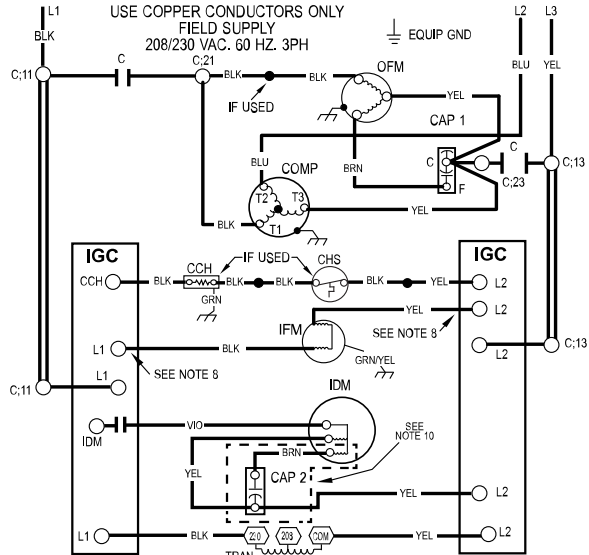 L1
USE COPPER CONDUCTORS ONLY
FIELD SUPPLY
208/230 VAC. 60 HZ. 3PH
L2
L3
BLK
EQUIP GND
C;11
C
C;21
BLK
BLK
OFM
BLU
YEL
IF USED
YEL
CAP 1
BLU
COMP
BRN
C
C
C;13
C;23
F
T2
T3
T1
BLK
YEL
IGC
IF USED
IGC
CCH
BLK
CCH
BLK
BLK
CHS
BLK
YEL
L2
GRN
YEL
L2
IFM
SEE NOTE 8
L1
BLK
L2
C;13
SEE NOTE 8
GRN/YEL
C;11
L1
IDM
IDM
VIO
SEE
NOTE 10
BRN
YEL
CAP 2
YEL
L2
L1
BLK
230
208
COM
YEL
L2
TRAN